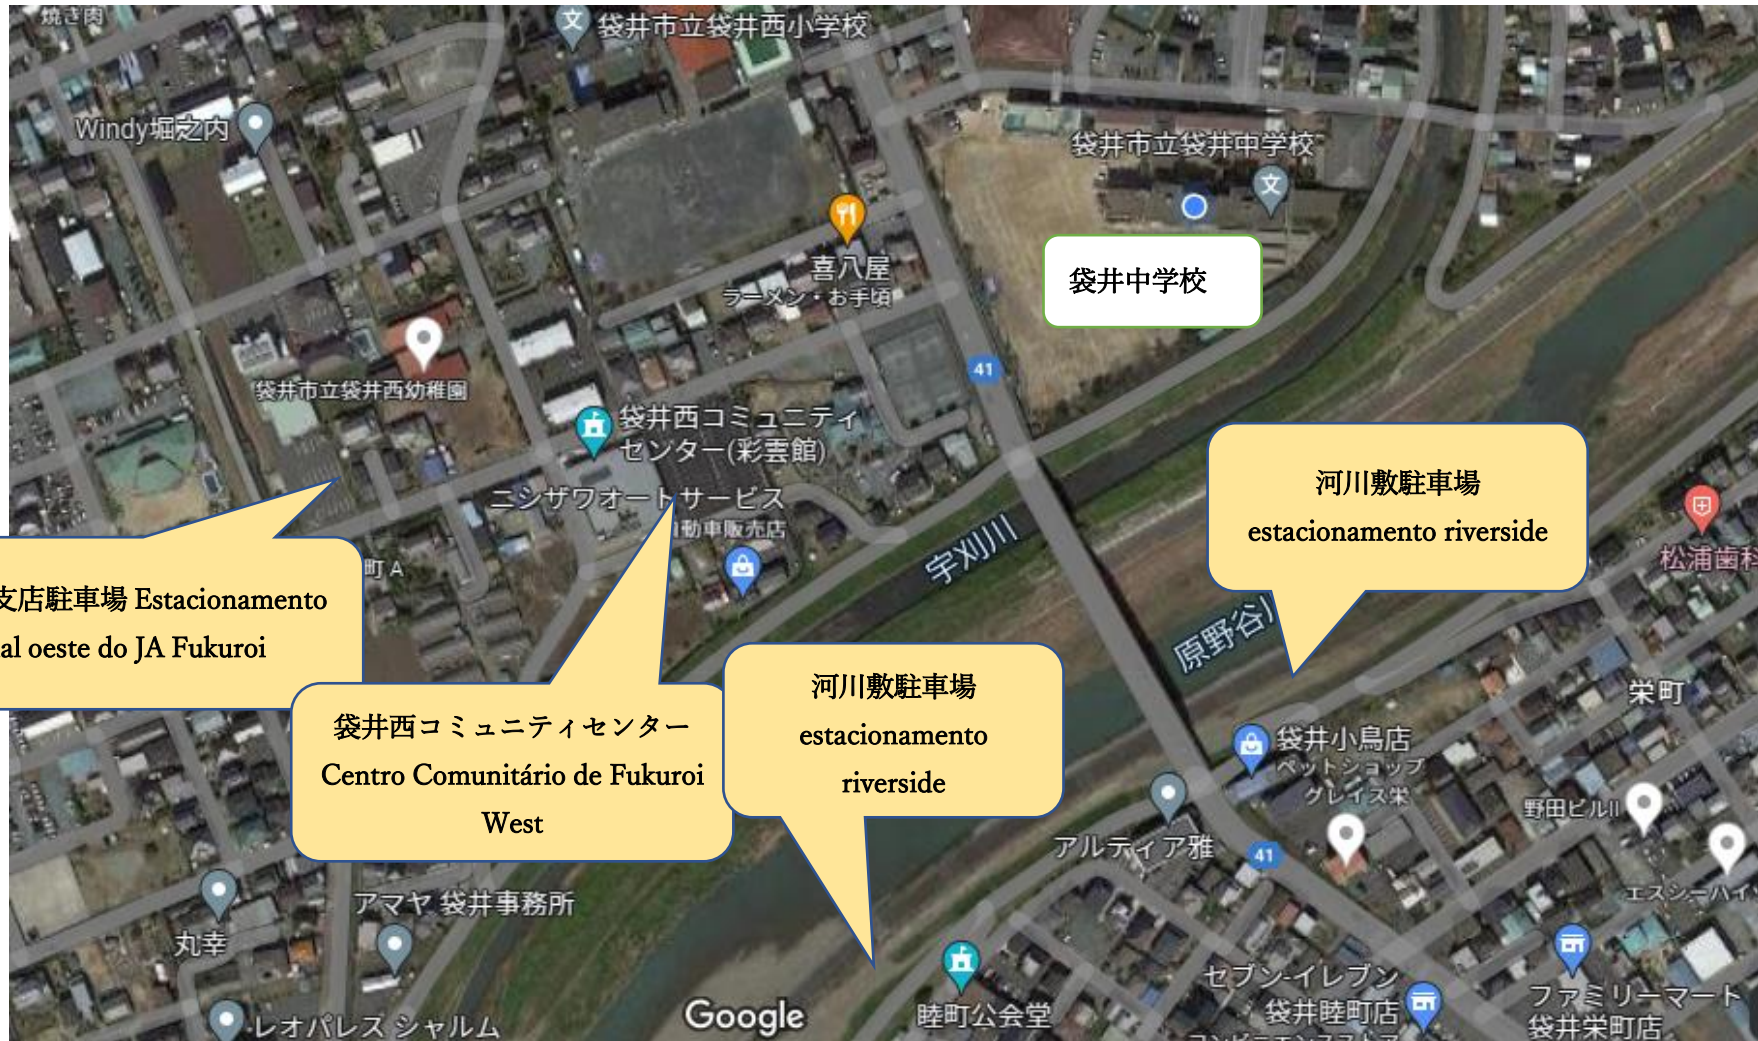 焼き肉
袋井市立袋井西小学校
Windy堀之内
袋井市立袋井中学校
喜八屋
ラーメン・お手頃
袋井中学校
41
袋井市立袋井西幼稚園
袋井西コミュニティ
センター(彩雲館)
ニシザワオートサービス
自動車販売店
宇刈川
河川敷駐車場
estacionamento riverside
松浦歯科
町 A
支店駐車場 Estacionamento
al oeste do JA Fukuroi
原野谷川
袋井西コミュニティセンター
Centro Comunitário de Fukuroi
West
河川敷駐車場
estacionamento
riverside
栄町
袋井小鳥店
ペットショップ
グレイス栄
野田ビルII
アルティア雅
41
エスシーハイ
アマヤ 袋井事務所
丸幸
レオパレス シャルム
Google
睦町公会堂
セブン-イレブン
袋井睦町店
コンビニエンスストア
ファミリーマート
袋井栄町店